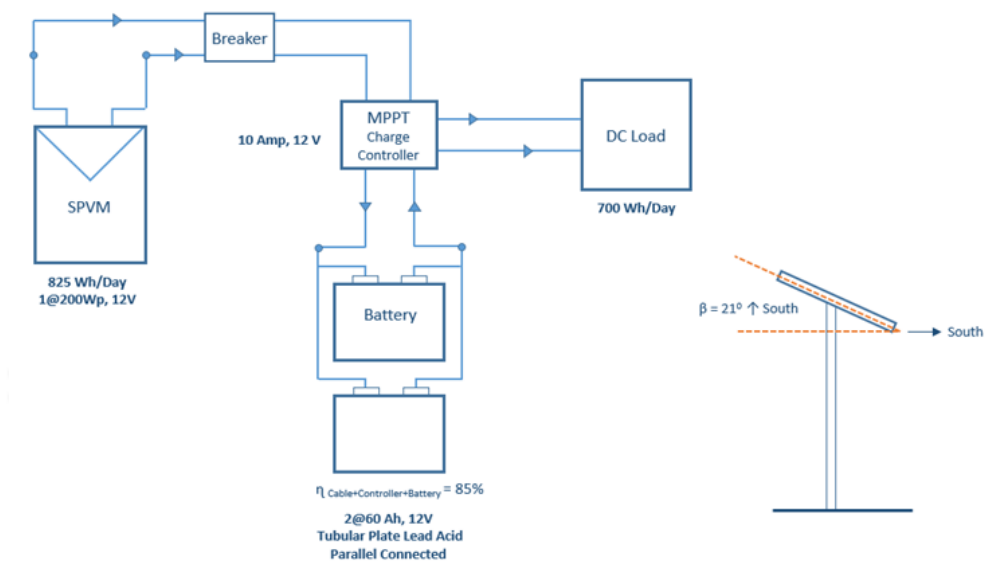 Breaker
MPPT
Charge
Controller
10 Amp, 12 V
DC Load
700 Wh/Day
SPVM
825 Wh/Day
1@200Wp, 12V
Battery
η Cable+Controller+Battery = 85%
2@60 Ah, 12V
Tubular Plate Lead Acid
Parallel Connected
β = 21⁰ ↑ South
South